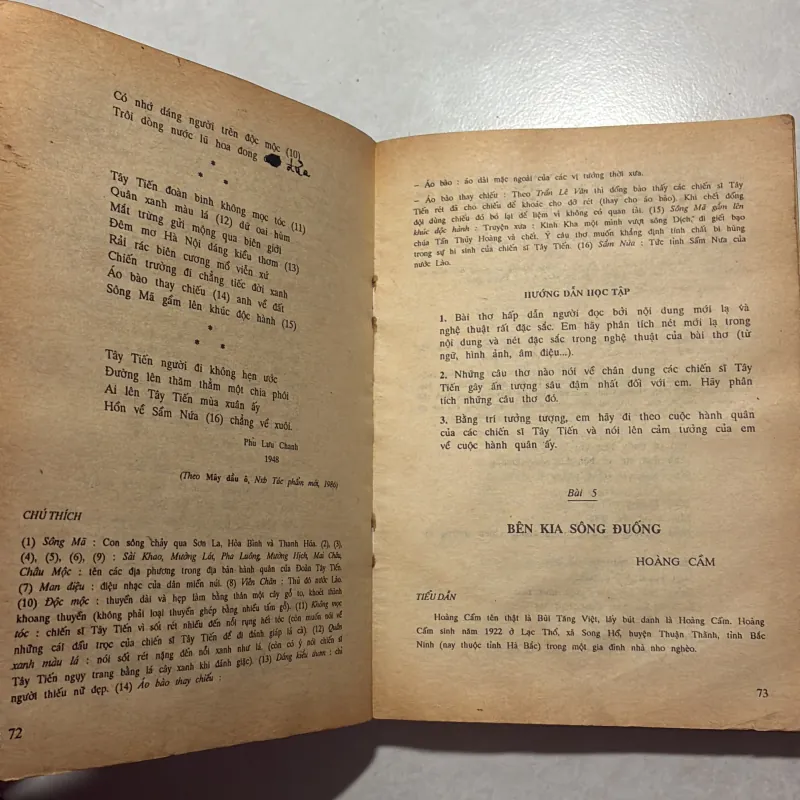 Có nhớ dáng người trên độc mộc (10)
Trôi dòng nước lũ hoa đong đưa
* *
*
Tây Tiến đoàn binh không mọc tóc (11)
Quân xanh màu lá (12) dữ oai hùm
Mắt trừng gửi mộng qua biên giới
Đêm mơ Hà Nội dáng kiều thơm (13)
Rải rác biên cương mồ viễn xứ
Chiến trường đi chẳng tiếc đời xanh
Áo bào thay chiếu (14) anh về đất
Sông Mã gầm lên khúc độc hành (15)
* *
*
Tây Tiến người đi không hẹn ước
Đường lên thăm thẳm một chia phôi
Ai lên Tây Tiến mùa xuân ấy
Hồn về Sầm Nứa (16) chẳng về xuôi.
Phù Lưu Chanh
1948
(Theo Mây đầu ô, Nxb Tác phẩm mới, 1986)
CHÚ THÍCH
(1) Sông Mã : Con sông chảy qua Sơn La, Hòa Bình và Thanh Hóa. (2), (3),
(4), (5), (6), (9) : Sài Khao, Mường Lát, Pha Luông, Mường Hịch, Mai Châu,
Châu Mộc : tên các địa phương trong địa bàn hành quân của Đoàn Tây Tiến.
(7) Man điệu : điệu nhạc của dân miền núi. (8) Viên Chăn : Thủ đô nước Lào.
(10) Độc mộc : thuyền dài và hẹp làm bằng thân một cây gỗ to, khoét thành
khoang thuyền (không phải loại thuyền ghép bằng nhiều tấm gỗ). (11) Không mọc
tóc : chiến sĩ Tây Tiến vì sốt rét nhiều đến nỗi rụng hết tóc (còn muốn nói về
những cái đầu trọc của chiến sĩ Tây Tiến để dễ đánh giáp lá cà) (12) Quân
xanh màu lá : nói sốt rét nặng đến nỗi xanh như lá (còn có ý nói chiến sĩ
Tây Tiến ngụy trang bằng lá cây xanh khi đánh giặc). (13) Dáng kiều thơm : chỉ
người thiếu nữ đẹp. (14) Áo bào thay chiếu :
72
– Áo bào : áo dài mặc ngoài của các vị tướng thời xưa.
– Áo bào thay chiếu : Theo Trần Lê Văn thì đồng bào thấy các chiến sĩ Tây
Tiến rét đã cho chiếu để khoác cho đỡ rét (thay cho áo bào). Khi chết đồng
đội dùng chiếu đó bó lại để liệm vì không có quan tài. (15) Sông Mã gầm lên
khúc độc hành : Truyện xưa : Kinh Kha một mình vượt sông Dịch, đi giết bạo
chúa Tần Thủy Hoàng và chết. Ý câu thơ muốn khẳng định tính chất bi hùng
trong sự hi sinh của chiến sĩ Tây Tiến. (16) Sầm Nứa : Tức tỉnh Sầm Nưa của
nước Lào.
HƯỚNG DẪN HỌC TẬP
1. Bài thơ hấp dẫn người đọc bởi nội dung mới lạ và
nghệ thuật rất đặc sắc. Em hãy phân tích nét mới lạ trong
nội dung và nét đặc sắc trong nghệ thuật của bài thơ (từ
ngữ, hình ảnh, âm điệu...).
2. Những câu thơ nào nói về chân dung các chiến sĩ Tây
Tiến gây ấn tượng sâu đậm nhất đối với em. Hãy phân
tích những câu thơ đó.
3. Bằng trí tưởng tượng, em hãy đi theo cuộc hành quân
của các chiến sĩ Tây Tiến và nói lên cảm tưởng của em
về cuộc hành quân ấy.
Bài 5
BÊN KIA SÔNG ĐUỐNG
HOÀNG CẦM
TIỂU DẪN
Hoàng Cầm tên thật là Bùi Tằng Việt, lấy bút danh là Hoàng Cầm. Hoàng
Cầm sinh năm 1922 ở Lạc Thổ, xã Song Hồ, huyện Thuận Thành, tỉnh Bắc
Ninh (nay thuộc tỉnh Hà Bắc) trong một gia đình nhà nho nghèo.
73